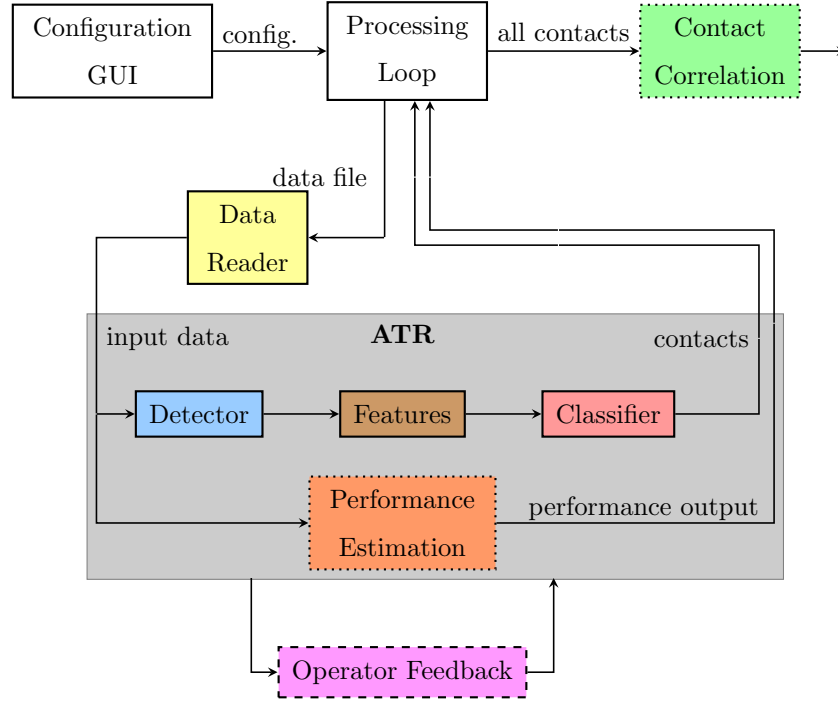 Configuration
GUI
config.
Processing
Loop
all contacts
Contact
Correlation
data file
Data
Reader
input data
ATR
contacts
Detector
Features
Classifier
Performance
Estimation
performance output
Operator Feedback